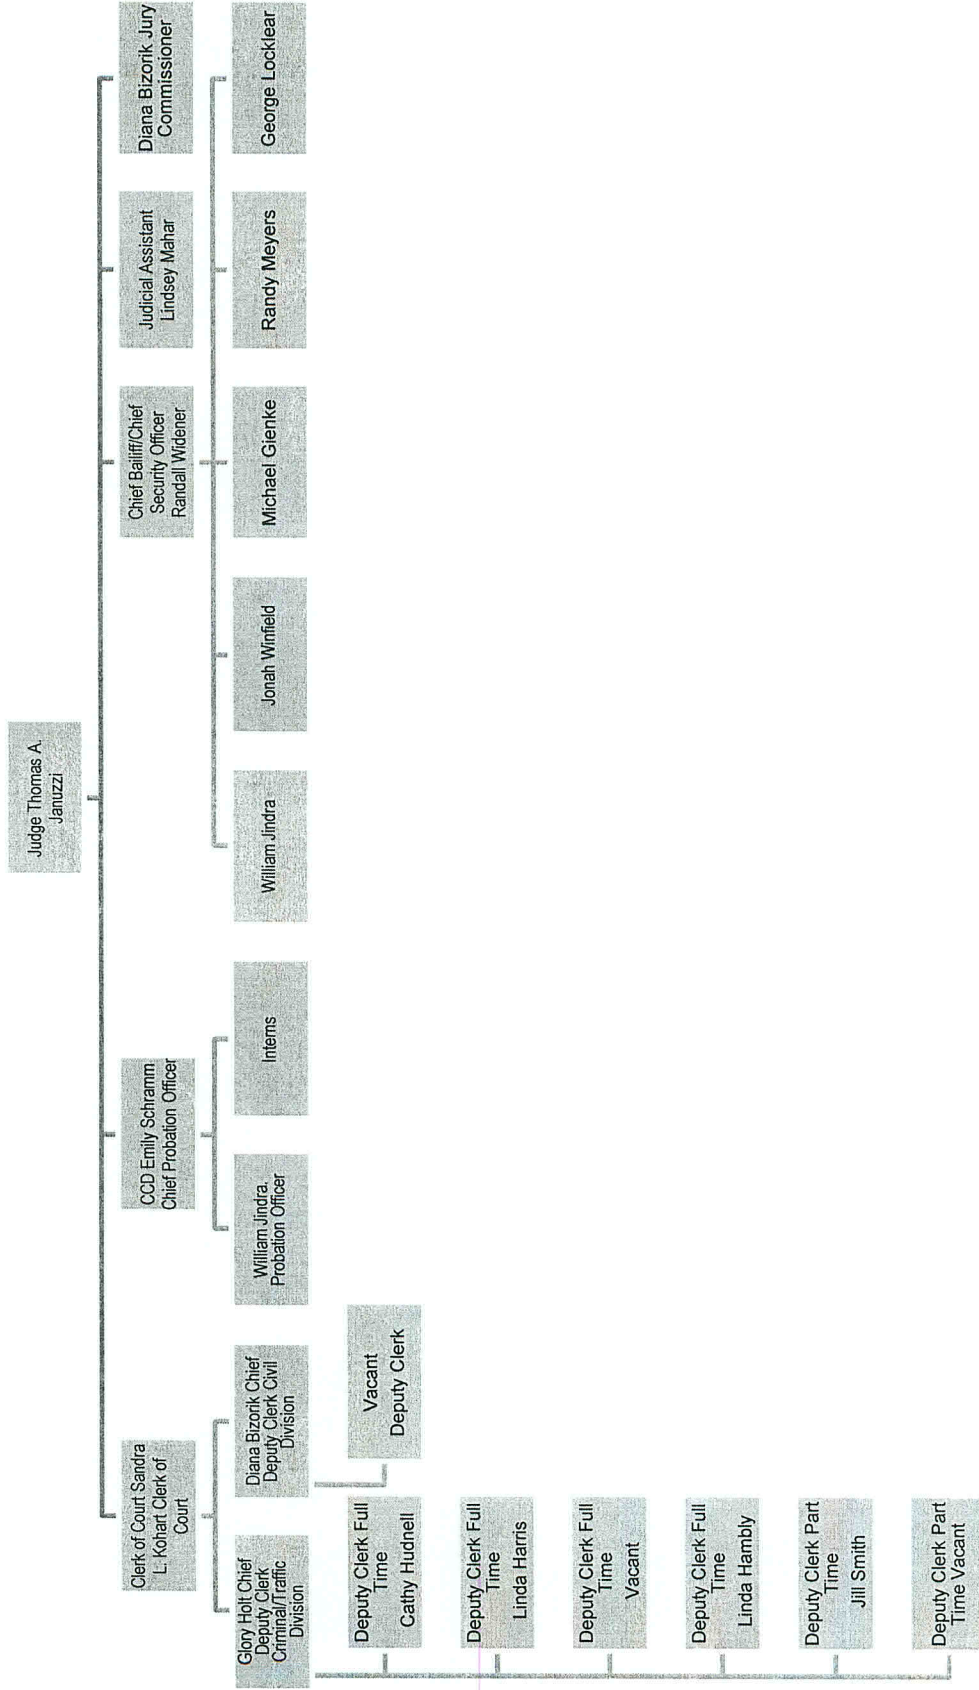 Judge Thomas A.
Januzzi
Clerk of Court Sandra
L. Kohart Clerk of
Court
CCD Emily Schramm
Chief Probation Officer
Chief Bailiff/Chief
Security Officer
Randall Widener
Judicial Assistant
Lindsey Mahar
Diana Bizorik Jury
Commissioner
Glory Holt Chief
Deputy Clerk
Criminal/Traffic
Division
Diana Bizorik Chief
Deputy Clerk Civil
Division
William Jindra,
Probation Officer
Interns
William Jindra
Jonah Winfield
Michael Gienke
Randy Meyers
George Locklear
Deputy Clerk Full
Time
Cathy Hudnell
Vacant
Deputy Clerk
Deputy Clerk Full
Time
Linda Harris
Deputy Clerk Full
Time
Vacant
Deputy Clerk Full
Time
Linda Hambly
Deputy Clerk Part
Time
Jill Smith
Deputy Clerk Part
Time Vacant